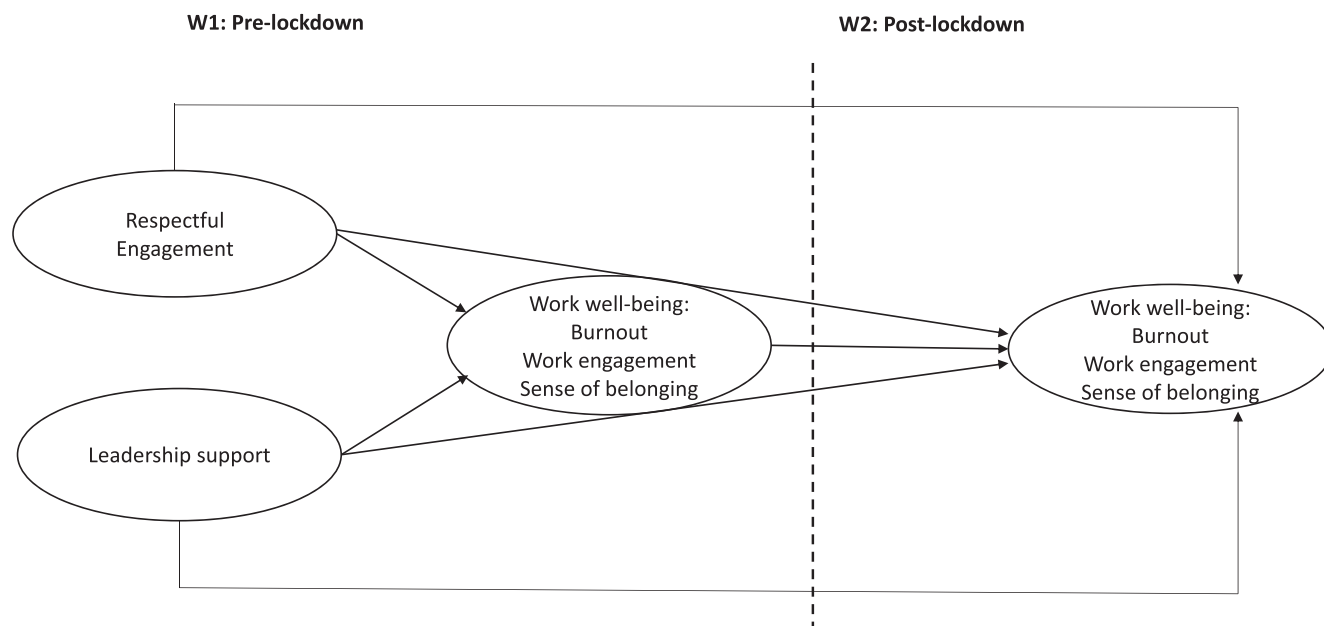 W1: Pre-lockdown
W2: Post-lockdown
Respectful
Engagement
Work well-being:
Burnout
Work engagement
Sense of belonging
Work well-being:
Burnout
Work engagement
Sense of belonging
Leadership support